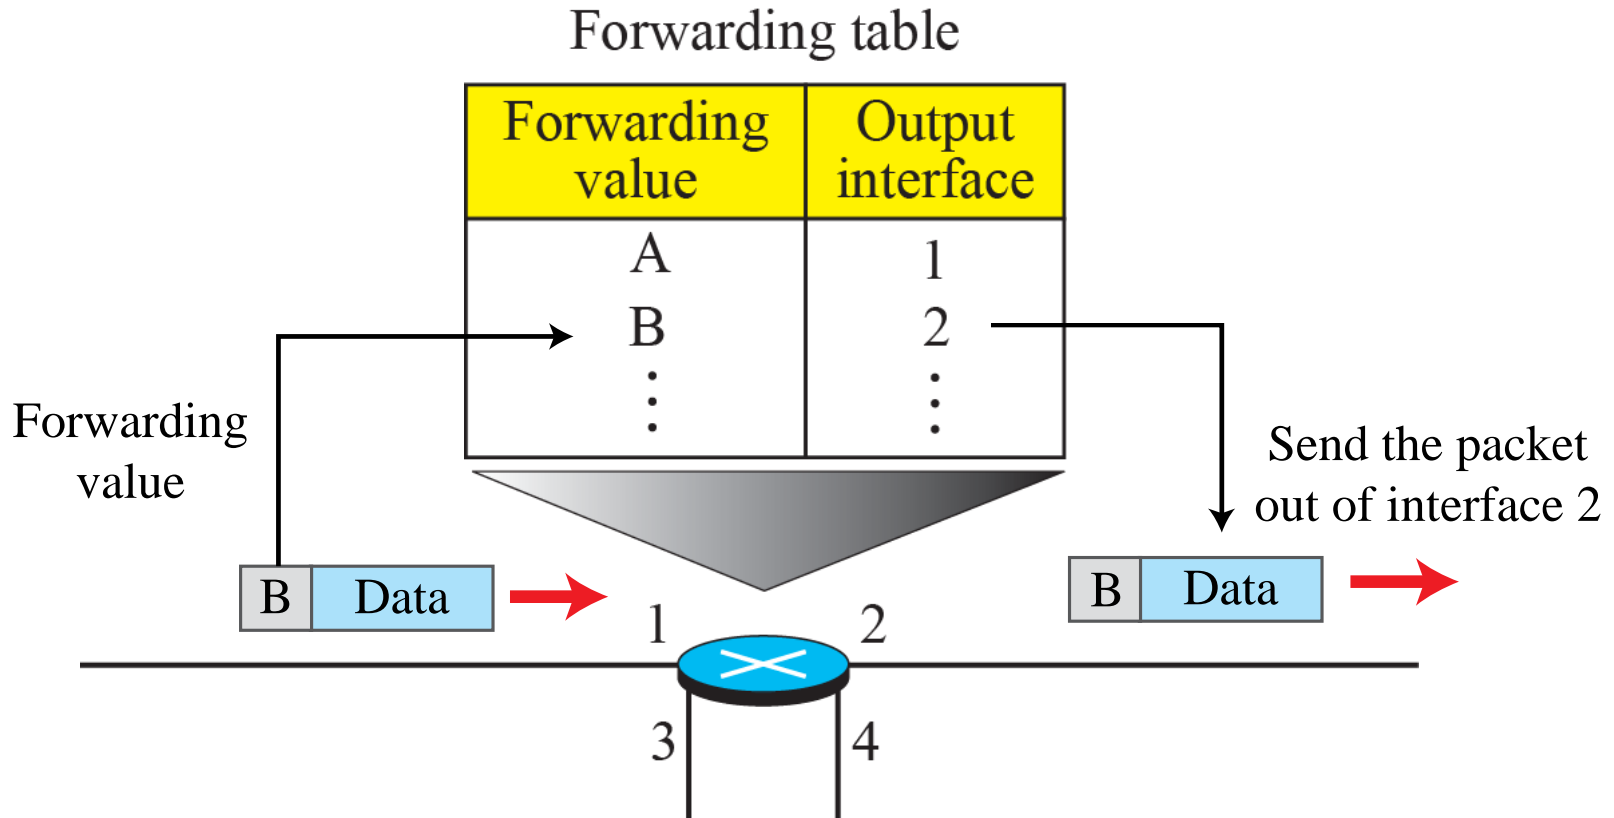 Forwarding table
Forwarding value
Output interface
A
1
B
2
Forwarding
value
Send the packet
out of interface 2
B
Data
B
Data
1
2
3
4